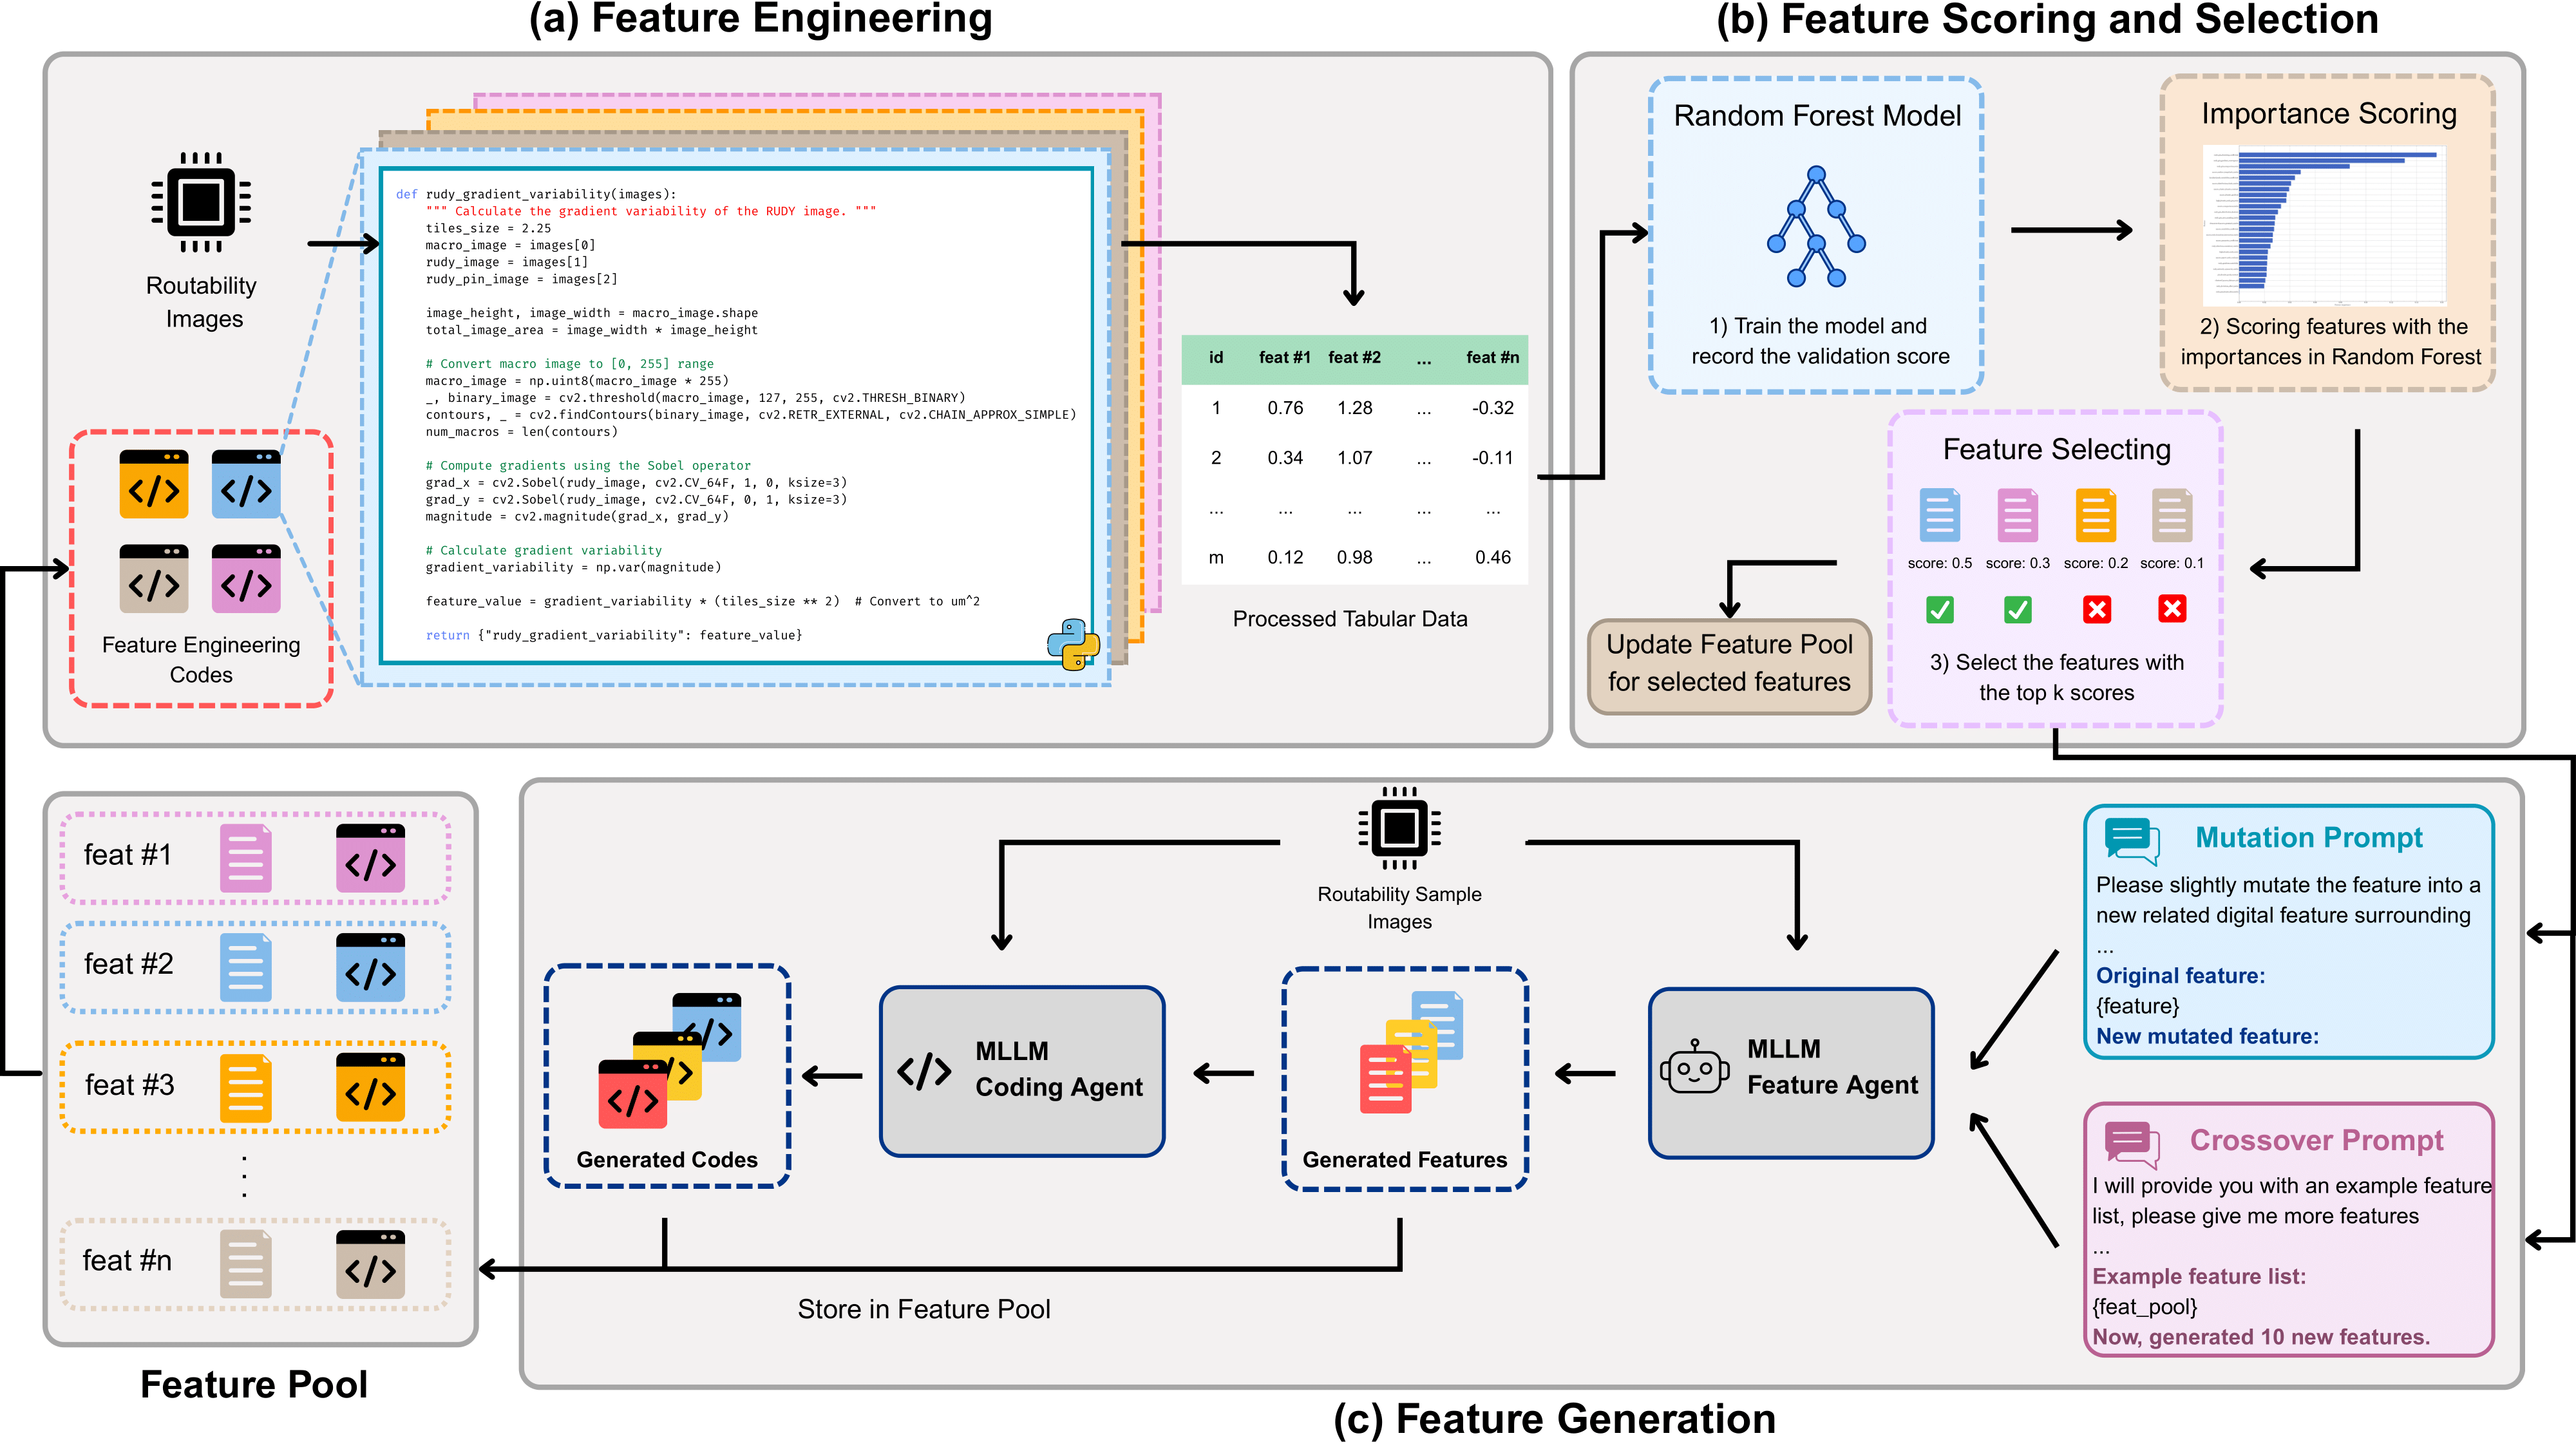 (a) Feature Engineering
Routability
Images
Feature Engineering
Codes
def rudy_gradient_variability(images):
""" Calculate the gradient variability of the RUDY image. """
tiles_size = 2.25
macro_image = images[0]
rudy_image = images[1]
rudy_pin_image = images[2]
image_height, image_width = macro_image.shape
total_image_area = image_width * image_height
# Convert macro image to [0, 255] range
macro_image = np.uint8(macro_image * 255)
_, binary_image = cv2.threshold(macro_image, 127, 255, cv2.THRESH_BINARY)
contours, _ = cv2.findContours(binary_image, cv2.RETR_EXTERNAL, cv2.CHAIN_APPROX_SIMPLE)
num_macros = len(contours)
# Compute gradients using the Sobel operator
grad_x = cv2.Sobel(rudy_image, cv2.CV_64F, 1, 0, ksize=3)
grad_y = cv2.Sobel(rudy_image, cv2.CV_64F, 0, 1, ksize=3)
magnitude = cv2.magnitude(grad_x, grad_y)
# Calculate gradient variability
gradient_variability = np.var(magnitude)
feature_value = gradient_variability * (tiles_size ** 2)  # Convert to um^2
return {"rudy_gradient_variability": feature_value}
id feat #1 feat #2 ... feat #n
1 0.76 1.28 ... -0.32
2 0.34 1.07 ... -0.11
... ... ... ... ...
m 0.12 0.98 ... 0.46
Processed Tabular Data
(b) Feature Scoring and Selection
Random Forest Model
1) Train the model and
record the validation score
Importance Scoring
2) Scoring features with the
importances in Random Forest
Feature Selecting
score: 0.5 score: 0.3 score: 0.2 score: 0.1
3) Select the features with
the top k scores
Update Feature Pool
for selected features
feat #1
</>
feat #2
</>
feat #3
</>
feat #n
</>
Feature Pool
Routability Sample
Images
Generated Codes
</>
MLLM
Coding Agent
Generated Features
MLLM
Feature Agent
Store in Feature Pool
Mutation Prompt
Please slightly mutate the feature into a
new related digital feature surrounding
...
Original feature:
{feature}
New mutated feature:
Crossover Prompt
I will provide you with an example feature
list, please give me more features
...
Example feature list:
{feat_pool}
Now, generated 10 new features.
(c) Feature Generation